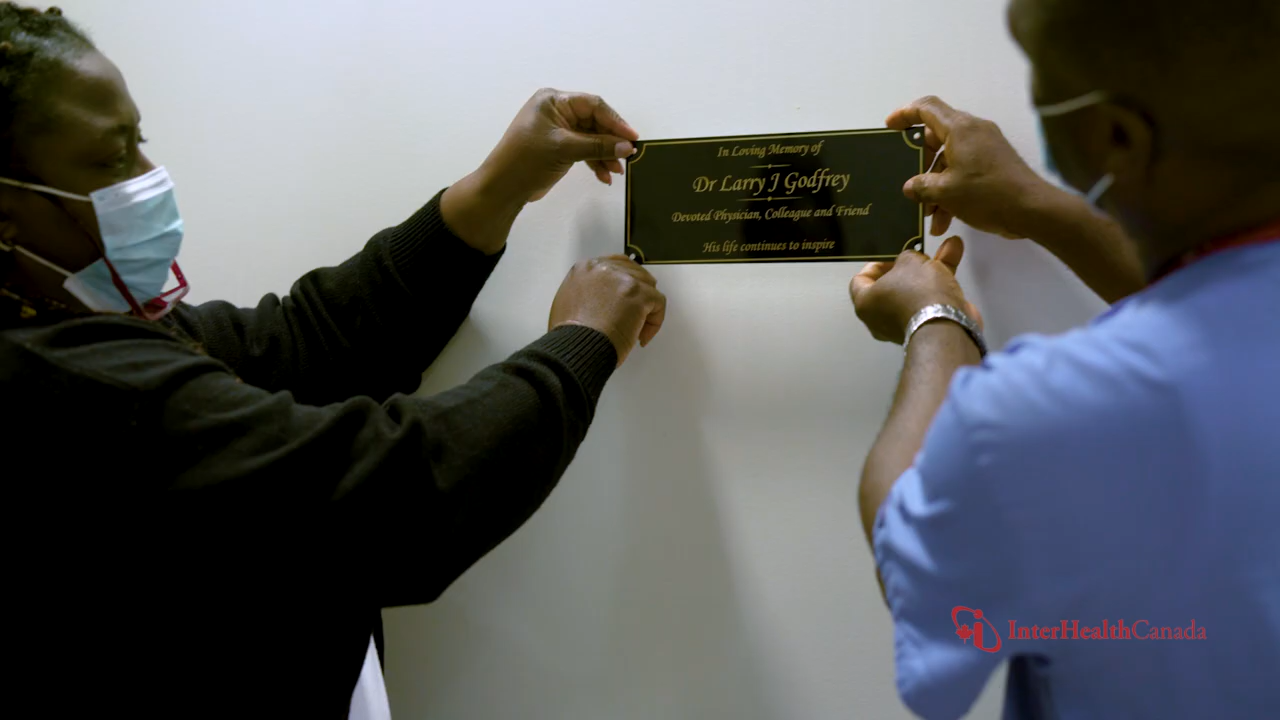 In Loving Memory of
Dr Larry J Godfrey
Devoted Physician, Colleague and Friend
His life continues to inspire
InterHealthCanada